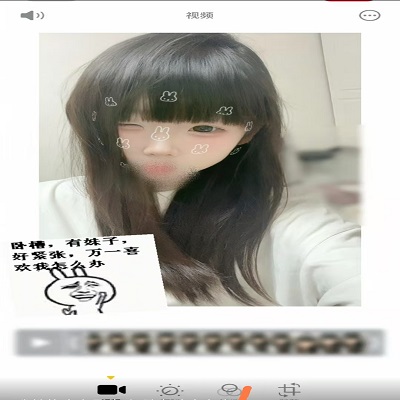 视频
卧槽，有妹子，
好紧张，万一喜
欢我怎么办